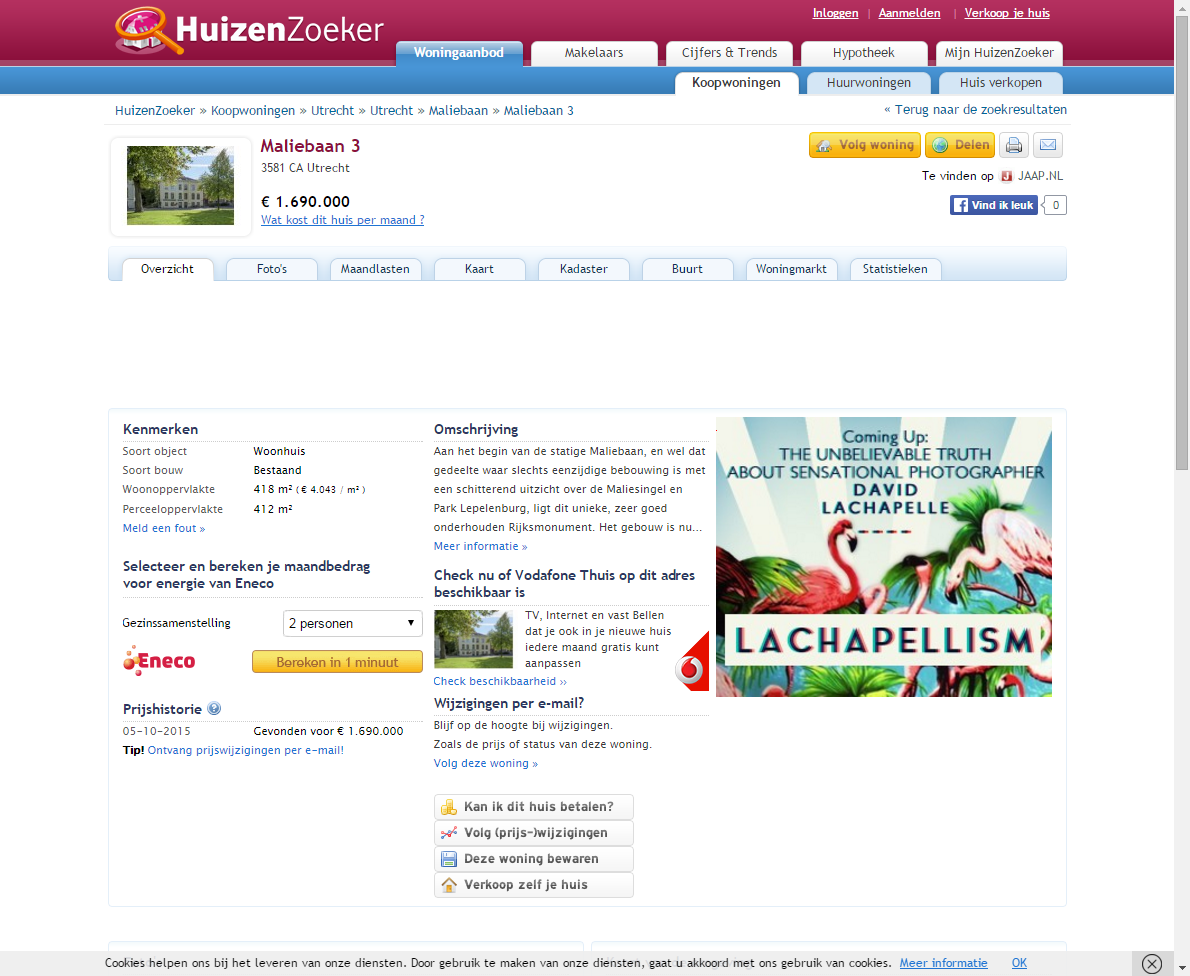 Inloggen | Aanmelden | Verkoop je huis
HuizenZoeker
Woningaanbod Makelaars Cijfers & Trends Hypotheek Mijn HuizenZoeker
Koopwoningen Huurwoningen Huis verkopen
HuizenZoeker » Koopwoningen » Utrecht » Utrecht » Maliebaan » Maliebaan 3
« Terug naar de zoekresultaten
Maliebaan 3
3581 CA Utrecht
€ 1.690.000
Wat kost dit huis per maand ?
Volg woning Delen
Te vinden op JAAP.NL
Vind ik leuk 0
Overzicht Foto's Maandlasten Kaart Kadaster Buurt Woningmarkt Statistieken
Kenmerken
Soort object Woonhuis
Soort bouw Bestaand
Woonoppervlakte 418 m² ( € 4.043 / m² )
Perceeloppervlakte 412 m²
Meld een fout »
Selecteer en bereken je maandbedrag
voor energie van Eneco
Gezinssamenstelling 2 personen
Eneco Bereken in 1 minuut
Prijshistorie ?
05-10-2015 Gevonden voor € 1.690.000
Tip! Ontvang prijswijzigingen per e-mail!
Omschrijving
Aan het begin van de statige Maliebaan, en wel dat
gedeelte waar slechts eenzijdige bebouwing is met
een schitterend uitzicht over de Maliesingel en
Park Lepelenburg, ligt dit unieke, zeer goed
onderhouden Rijksmonument. Het gebouw is nu...
Meer informatie »
Check nu of Vodafone Thuis op dit adres
beschikbaar is
TV, Internet en vast Bellen
dat je ook in je nieuwe huis
iedere maand gratis kunt
aanpassen
Check beschikbaarheid ››
Wijzigingen per e-mail?
Blijf op de hoogte bij wijzigingen.
Zoals de prijs of status van deze woning.
Volg deze woning »
Kan ik dit huis betalen?
Volg (prijs-)wijzigingen
Deze woning bewaren
Verkoop zelf je huis
Coming Up:
THE UNBELIEVABLE TRUTH
ABOUT SENSATIONAL PHOTOGRAPHER
DAVID
LACHAPELLE
LACHAPELLISM
Cookies helpen ons bij het leveren van onze diensten. Door gebruik te maken van onze diensten, gaat u akkoord met ons gebruik van cookies. Meer informatie OK